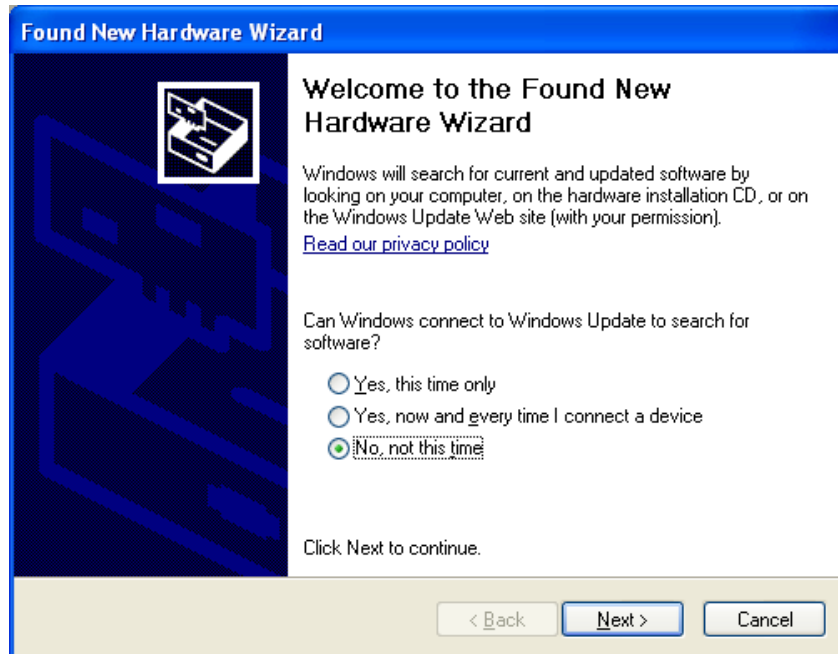 Found New Hardware Wizard
Welcome to the Found New
Hardware Wizard
Windows will search for current and updated software by
looking on your computer, on the hardware installation CD, or on
the Windows Update Web site (with your permission).
Read our privacy policy
Can Windows connect to Windows Update to search for
software?
Yes, this time only
Yes, now and every time I connect a device
No, not this time
Click Next to continue.
< Back
Next >
Cancel